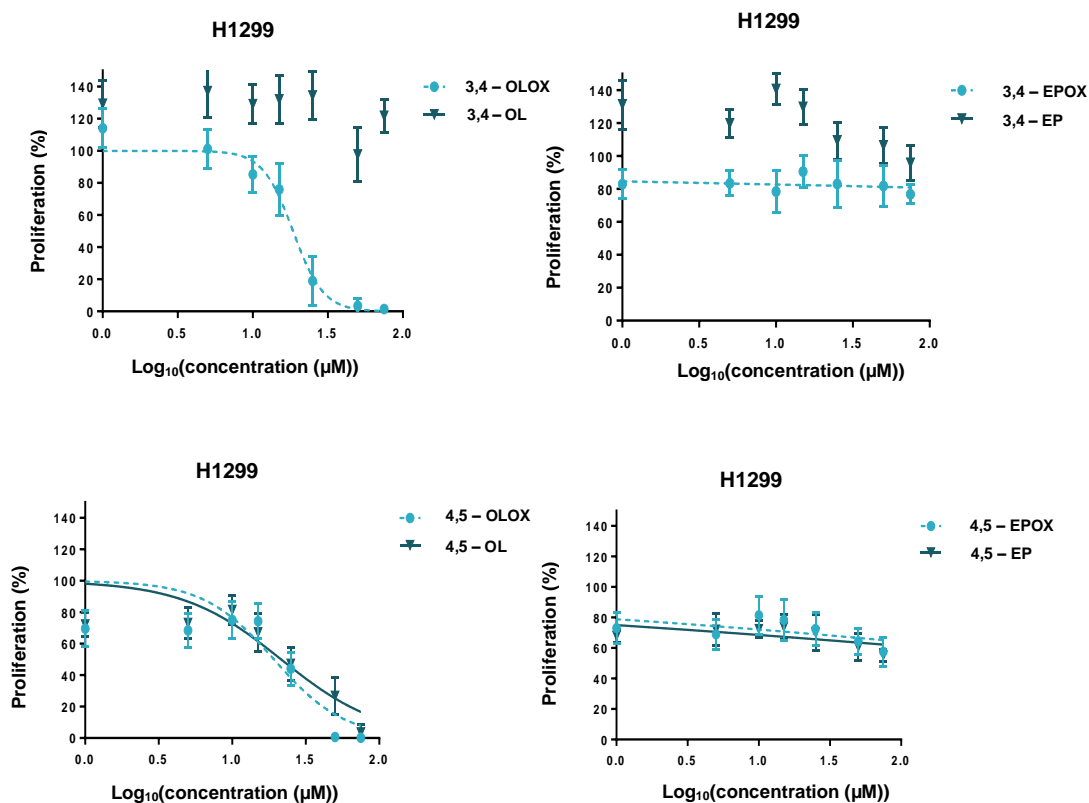 H1299
3,4 – OLOX
3,4 – OL
Proliferation (%)
140
120
100
80
60
40
20
0
0.0 0.5 1.0 1.5 2.0
Log₁₀(concentration (µM))
H1299
3,4 – EPOX
3,4 – EP
Proliferation (%)
140
120
100
80
60
40
20
0
0.0 0.5 1.0 1.5 2.0
Log₁₀(concentration (µM))
H1299
4,5 – OLOX
4,5 – OL
Proliferation (%)
140
120
100
80
60
40
20
0
0.0 0.5 1.0 1.5 2.0
Log₁₀(concentration (µM))
H1299
4,5 – EPOX
4,5 – EP
Proliferation (%)
140
120
100
80
60
40
20
0
0.0 0.5 1.0 1.5 2.0
Log₁₀(concentration (µM))